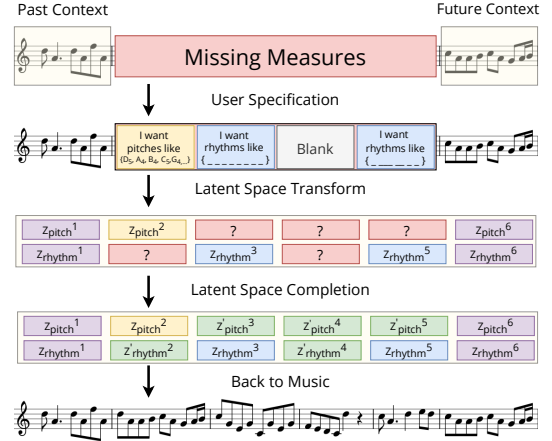 Past Context
Future Context
Missing Measures
User Specification
I want
pitches like
{D5, A4, B4, C5,G4,...}
I want
rhythms like
{ _ _ _ _ _ _ _ _ }
Blank
I want
rhythms like
{ _ __ __ _ _ }
Latent Space Transform
Zpitch1 Zpitch2 ? ? ? Zpitch6
Zrhythm1 ? Zrhythm3 ? Zrhythm5 Zrhythm6
Latent Space Completion
Zpitch1 Zpitch2 Z'pitch3 Z'pitch4 Z'pitch5 Zpitch6
Zrhythm1 Z'rhythm2 Zrhythm3 Z'rhythm4 Zrhythm5 Zrhythm6
Back to Music